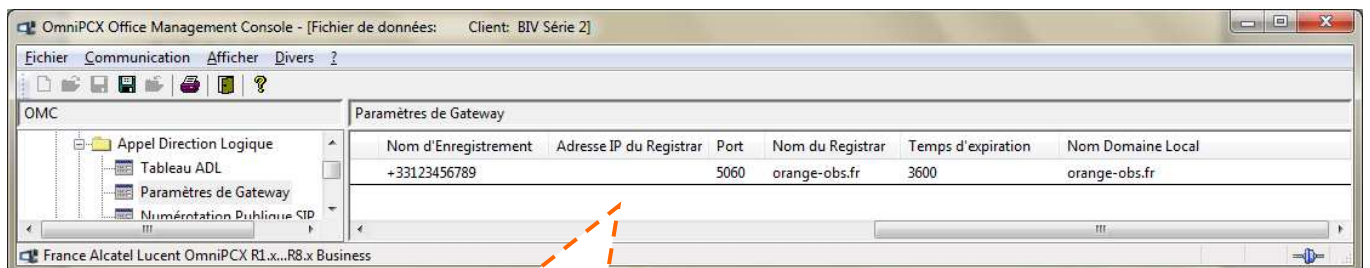 OmniPCX Office Management Console - [Fichier de données: Client: BIV Série 2]
Fichier Communication Afficher Divers ?
OMC Paramètres de Gateway
Appel Direction Logique
Tableau ADL
Paramètres de Gateway
Numérotation Publique SIP
Nom d'Enregistrement Adresse IP du Registrar Port Nom du Registrar Temps d'expiration Nom Domaine Local
+33123456789 5060 orange-obs.fr 3600 orange-obs.fr
France Alcatel Lucent OmniPCX R1.x...R8.x Business